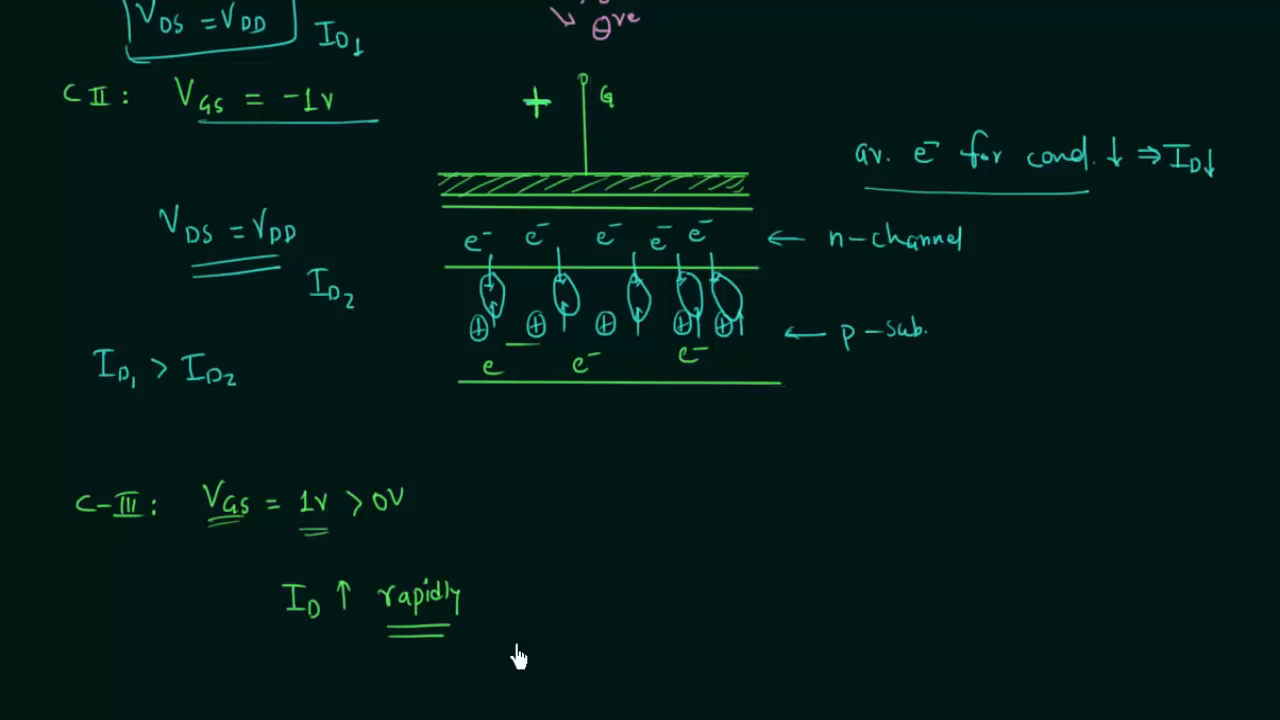 V_DS = V_DD I_D1
⊖ve
C II : V_GS = -1v
+ G
av. e⁻ for cond. ↓ ⇒ I_D↓
V_DS = V_DD
I_D2
e⁻ e⁻ e⁻ e⁻ e⁻ ← n-channel
⊕ ⊕ ⊕ ⊕ ⊕ ← p-sub.
e⁻ e⁻ e⁻
I_D1 > I_D2
C-III : V_GS = 1v > 0V
I_D ↑ rapidly